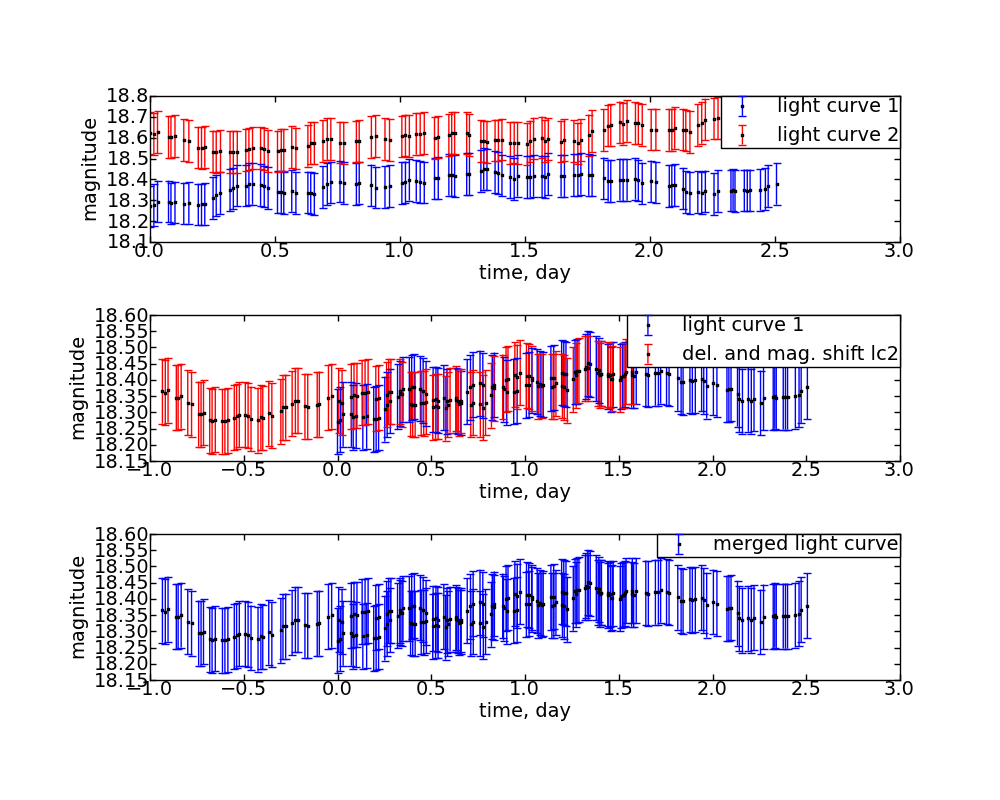 18.8
18.7
18.6
18.5
18.4
18.3
18.2
18.1
magnitude
light curve 1
light curve 2
0.0 0.5 1.0 1.5 2.0 2.5 3.0
time, day
18.60
18.55
18.50
18.45
18.40
18.35
18.30
18.25
18.20
18.15
magnitude
light curve 1
del. and mag. shift lc2
−1.0 −0.5 0.0 0.5 1.0 1.5 2.0 2.5 3.0
time, day
18.60
18.55
18.50
18.45
18.40
18.35
18.30
18.25
18.20
18.15
magnitude
merged light curve
−1.0 −0.5 0.0 0.5 1.0 1.5 2.0 2.5 3.0
time, day